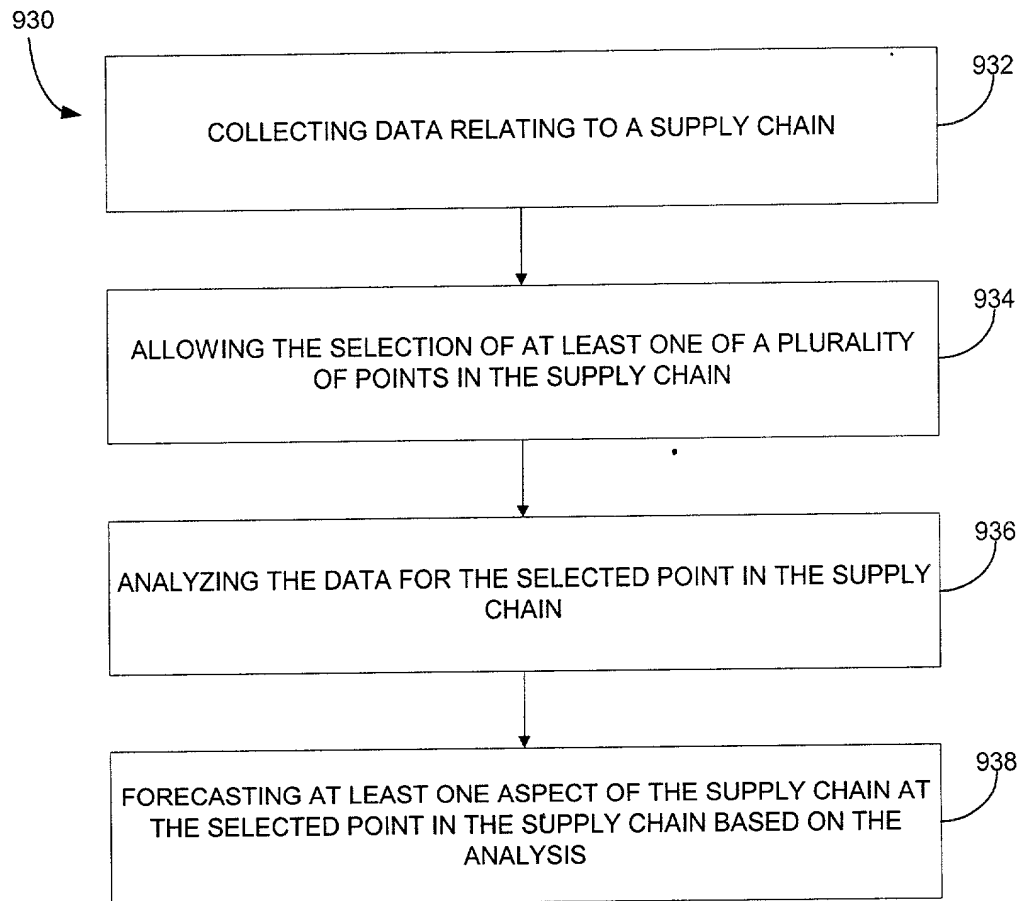 930
932
COLLECTING DATA RELATING TO A SUPPLY CHAIN
934
ALLOWING THE SELECTION OF AT LEAST ONE OF A PLURALITY
OF POINTS IN THE SUPPLY CHAIN
936
ANALYZING THE DATA FOR THE SELECTED POINT IN THE SUPPLY
CHAIN
938
FORECASTING AT LEAST ONE ASPECT OF THE SUPPLY CHAIN AT
THE SELECTED POINT IN THE SUPPLY CHAIN BASED ON THE
ANALYSIS